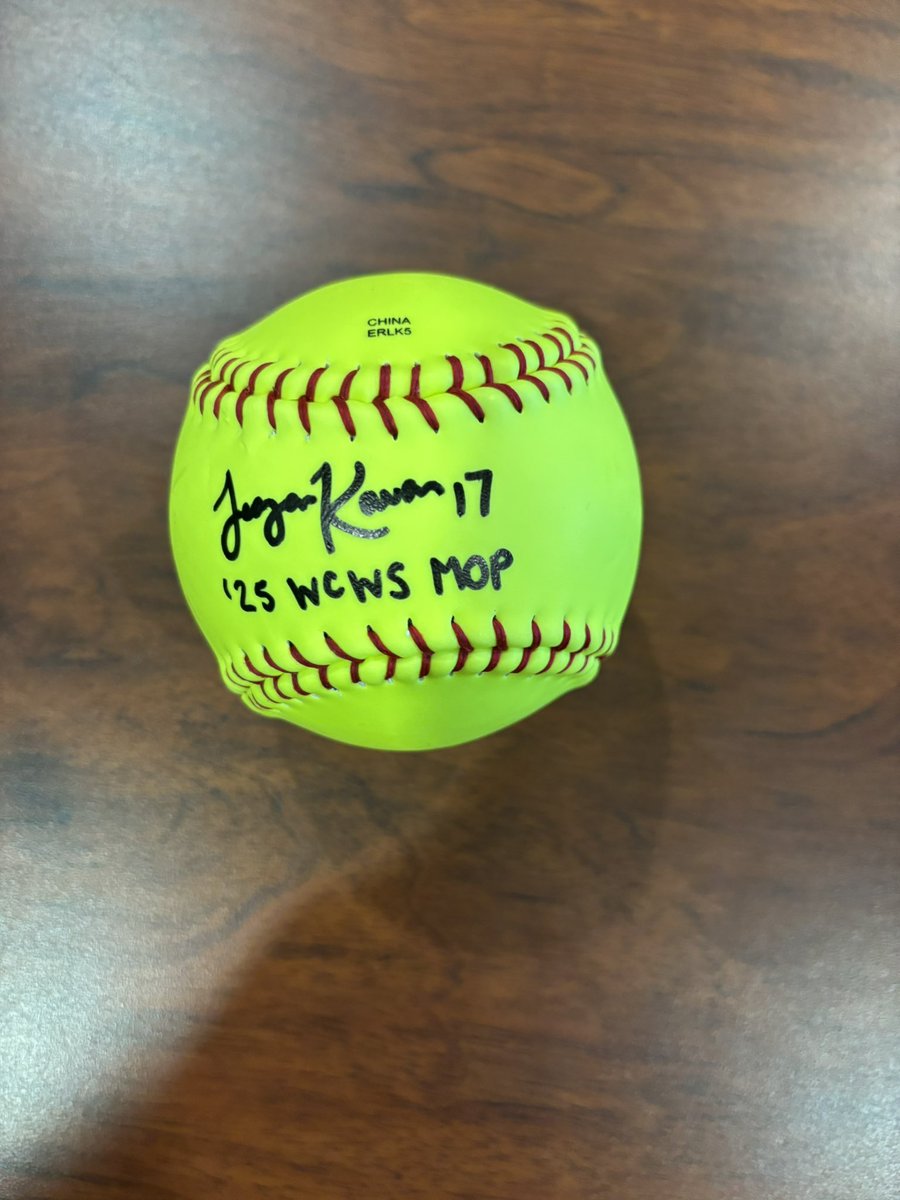 CHINA
ERLK5
Teagan Kavan 17
'25 WCWS MOP